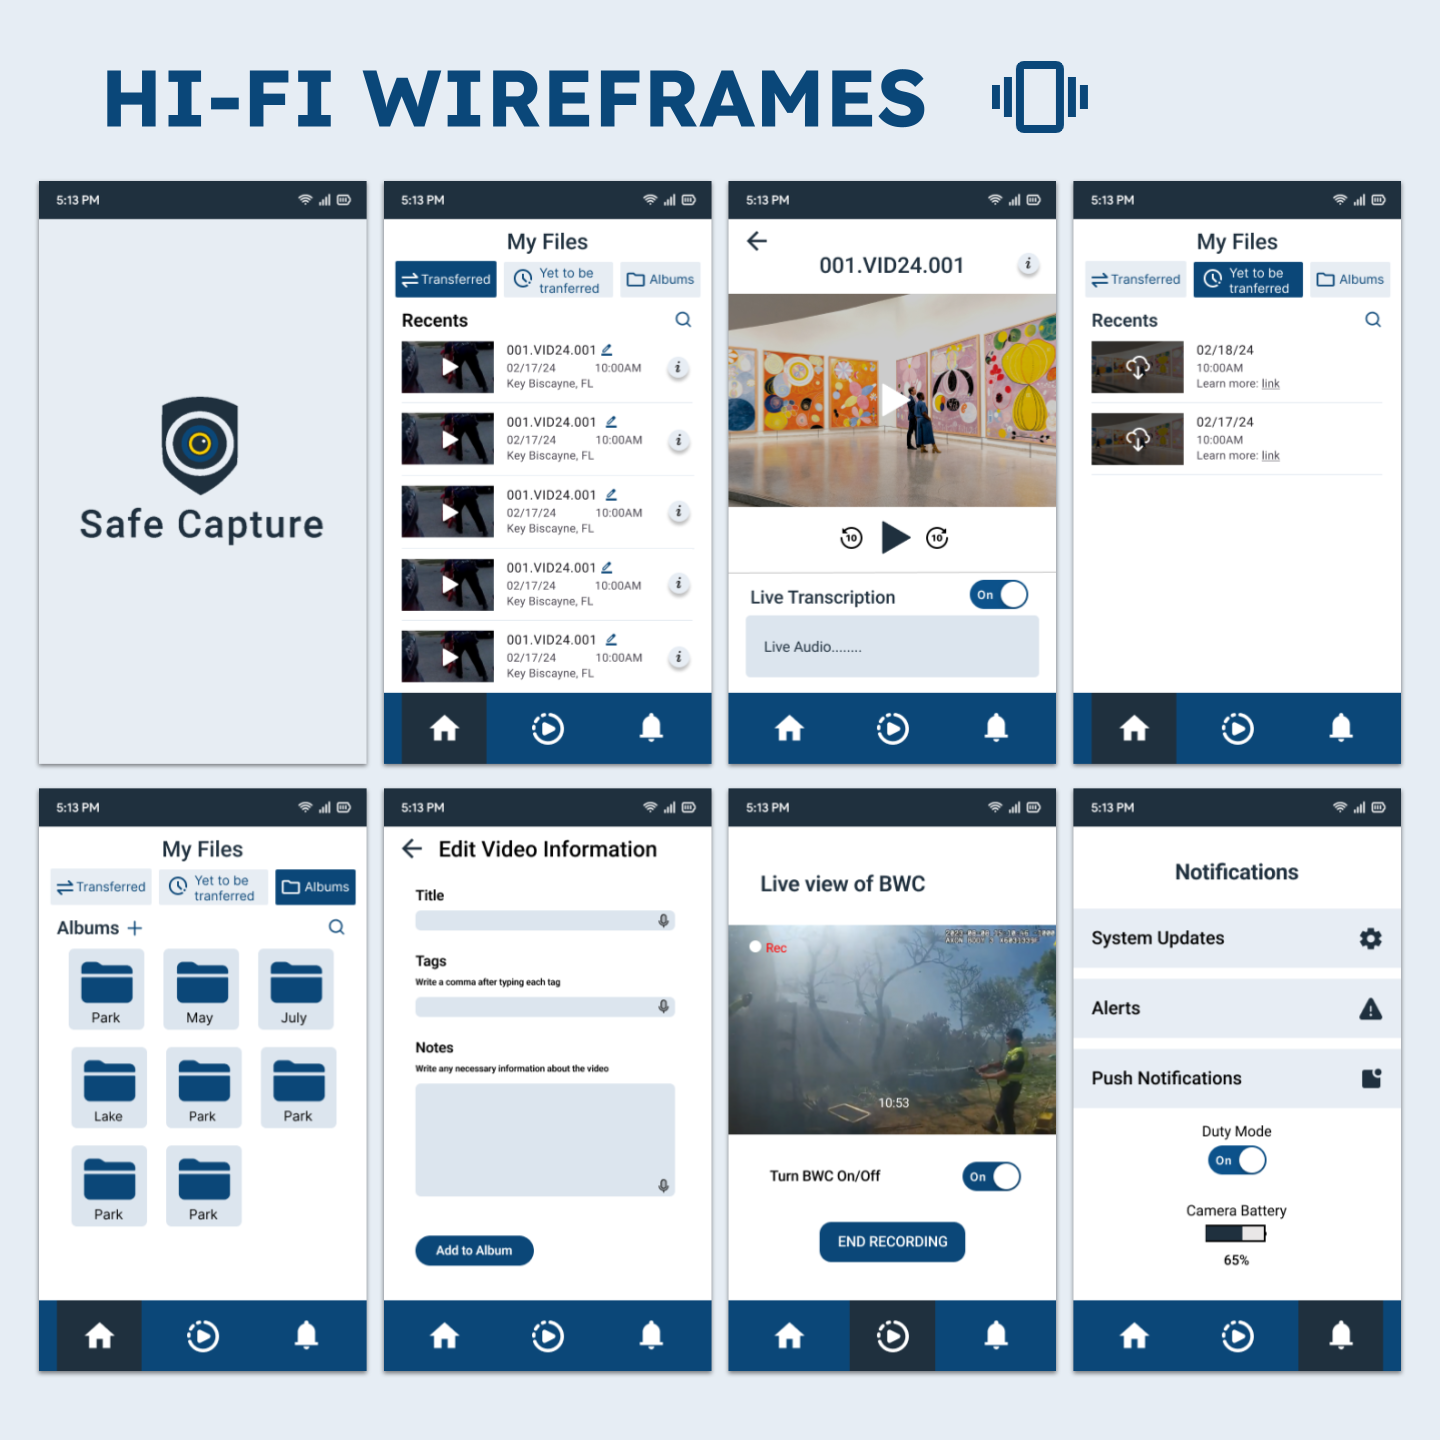 HI-FI WIREFRAMES
5:13 PM
Safe Capture
5:13 PM
My Files
Transferred
Yet to be
tranferred
Albums
Recents
001.VID24.001
02/17/24 10:00AM
Key Biscayne, FL
i
001.VID24.001
02/17/24 10:00AM
Key Biscayne, FL
i
001.VID24.001
02/17/24 10:00AM
Key Biscayne, FL
i
001.VID24.001
02/17/24 10:00AM
Key Biscayne, FL
i
001.VID24.001
02/17/24 10:00AM
Key Biscayne, FL
i
5:13 PM
001.VID24.001
i
10
10
Live Transcription
On
Live Audio........
5:13 PM
My Files
Transferred
Yet to be
tranferred
Albums
Recents
02/18/24
10:00AM
Learn more: link
02/17/24
10:00AM
Learn more: link
5:13 PM
My Files
Transferred
Yet to be
tranferred
Albums
Albums +
Park
May
July
Lake
Park
Park
Park
Park
5:13 PM
Edit Video Information
Title
Tags
Write a comma after typing each tag
Notes
Write any necessary information about the video
Add to Album
5:13 PM
Live view of BWC
Rec
10:53
Turn BWC On/Off
On
END RECORDING
5:13 PM
Notifications
System Updates
Alerts
Push Notifications
Duty Mode
On
Camera Battery
65%